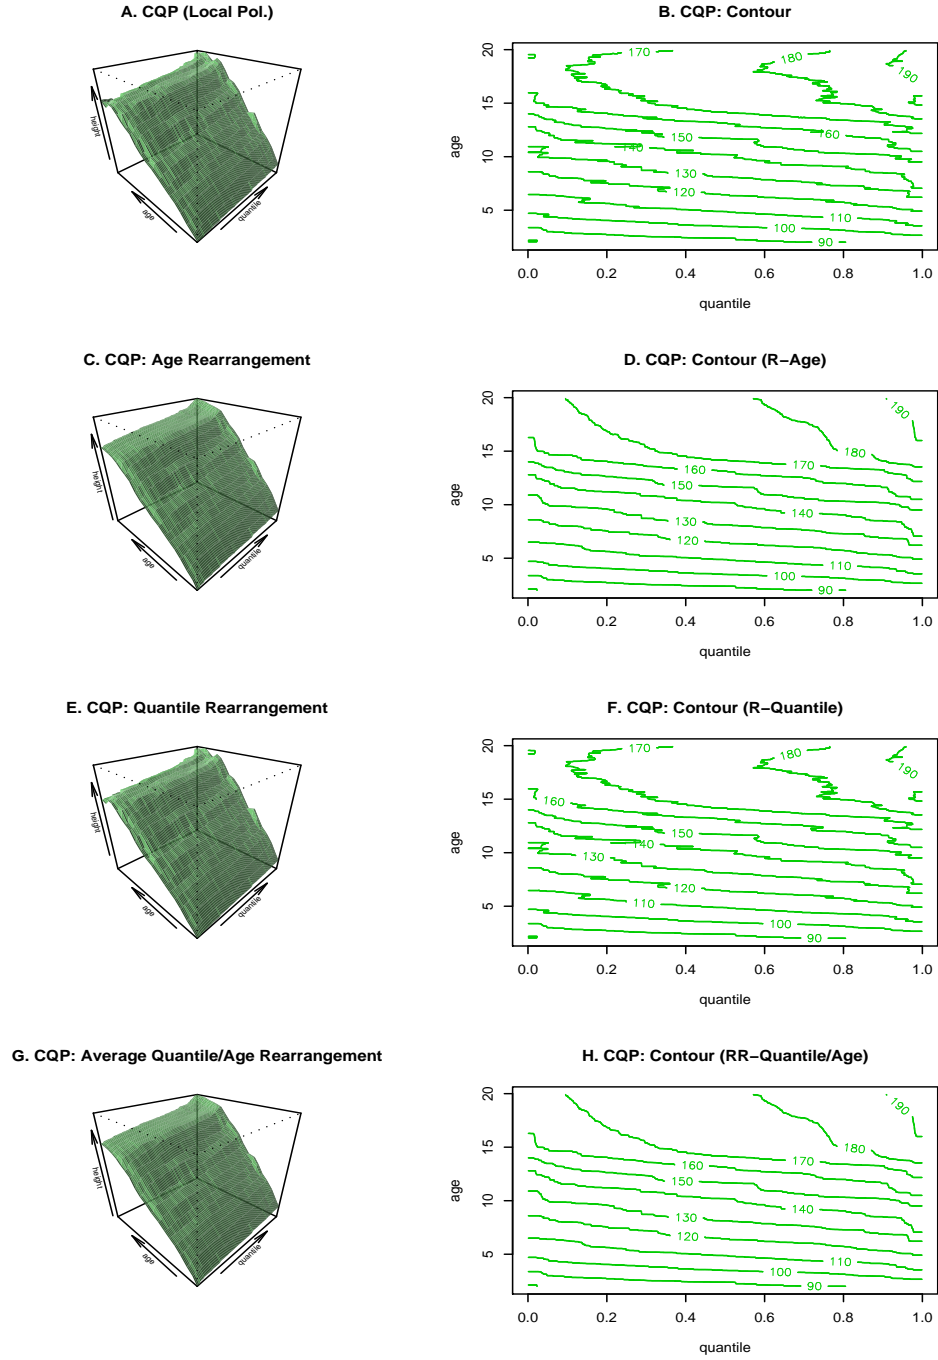 A. CQP (Local Pol.)
height
age
quantile
B. CQP: Contour
170
180
190
150
160
140
130
120
110
100
90
age
5
10
15
20
0.0 0.2 0.4 0.6 0.8 1.0
quantile
C. CQP: Age Rearrangement
height
age
quantile
D. CQP: Contour (R−Age)
190
180
170
160
150
140
130
120
110
100
90
age
5
10
15
20
0.0 0.2 0.4 0.6 0.8 1.0
quantile
E. CQP: Quantile Rearrangement
height
age
quantile
F. CQP: Contour (R−Quantile)
170
180
190
160
150
140
130
120
110
100
90
age
5
10
15
20
0.0 0.2 0.4 0.6 0.8 1.0
quantile
G. CQP: Average Quantile/Age Rearrangement
height
age
quantile
H. CQP: Contour (RR−Quantile/Age)
190
180
170
160
150
140
130
120
110
100
90
age
5
10
15
20
0.0 0.2 0.4 0.6 0.8 1.0
quantile